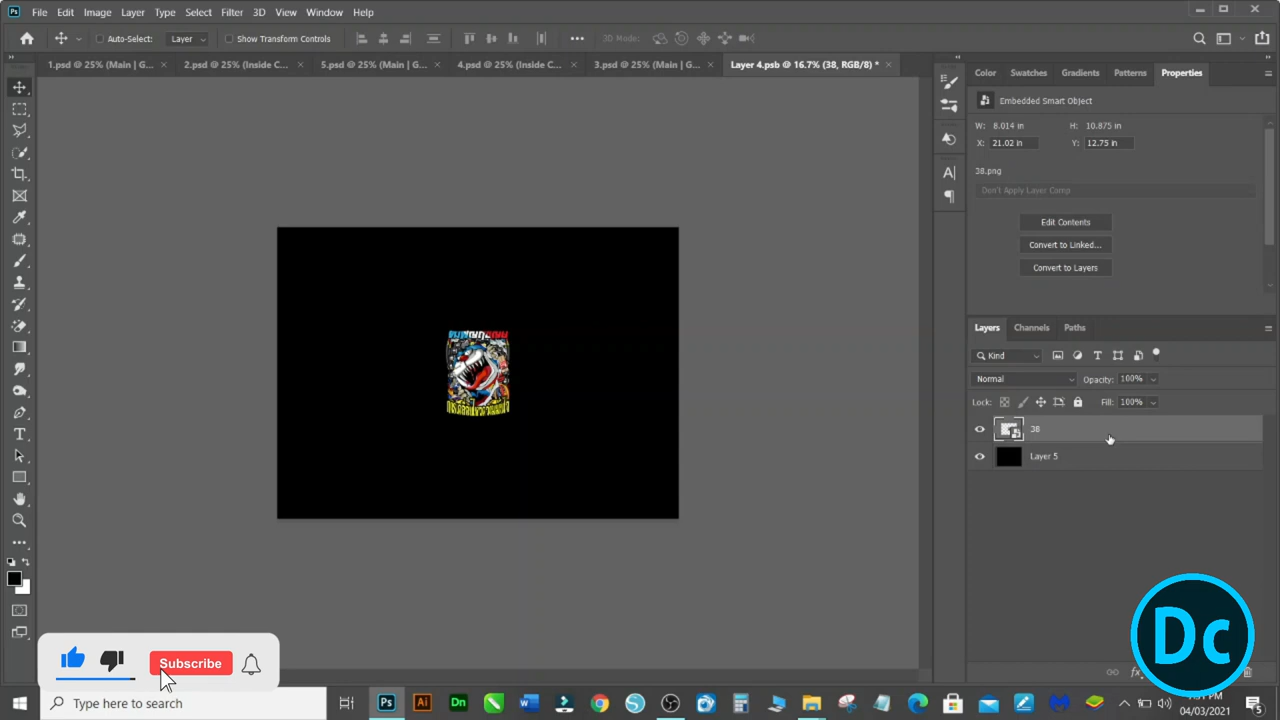 Ps File Edit Image Layer Type Select Filter 3D View Window Help
Auto-Select: Layer Show Transform Controls 3D Mode:
1.psd @ 25% (Main | G... 2.psd @ 25% (Inside C... 5.psd @ 25% (Main | G... 4.psd @ 25% (Inside C... 3.psd @ 25% (Main | G... Layer 4.psb @ 16.7% (38, RGB/8) *
Color Swatches Gradients Patterns Properties
Embedded Smart Object
W: 8.014 in H: 10.875 in
X: 21.02 in Y: 12.75 in
38.png
Don't Apply Layer Comp
Edit Contents
Convert to Linked...
Convert to Layers
Layers Channels Paths
Kind
Normal Opacity: 100%
Lock: Fill: 100%
38
Layer 5
Dc
Subscribe
Type here to search
Ps Ai Dn
04/03/2021
5